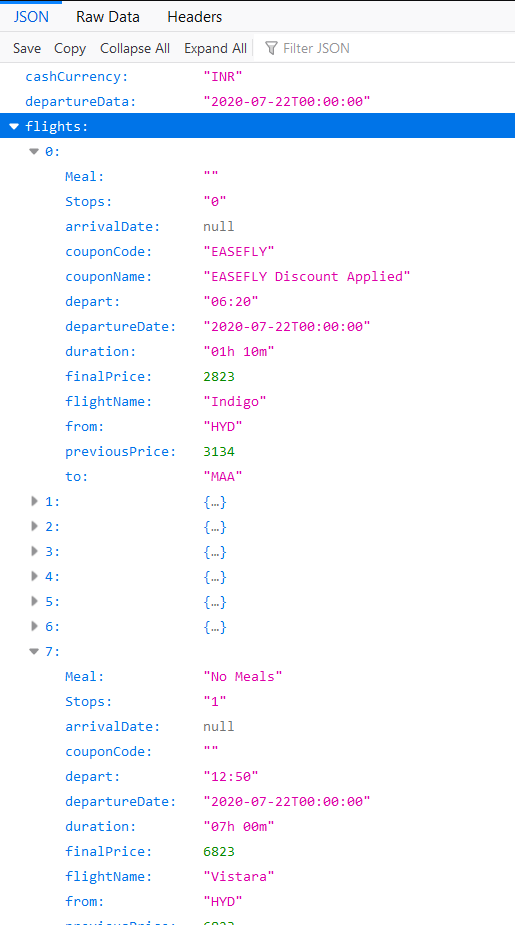 JSON Raw Data Headers
Save Copy Collapse All Expand All Filter JSON
cashCurrency: "INR"
departureData: "2020-07-22T00:00:00"
flights:
0:
Meal: ""
Stops: "0"
arrivalDate: null
couponCode: "EASEFLY"
couponName: "EASEFLY Discount Applied"
depart: "06:20"
departureDate: "2020-07-22T00:00:00"
duration: "01h 10m"
finalPrice: 2823
flightName: "Indigo"
from: "HYD"
previousPrice: 3134
to: "MAA"
1: {…}
2: {…}
3: {…}
4: {…}
5: {…}
6: {…}
7:
Meal: "No Meals"
Stops: "1"
arrivalDate: null
couponCode: ""
depart: "12:50"
departureDate: "2020-07-22T00:00:00"
duration: "07h 00m"
finalPrice: 6823
flightName: "Vistara"
from: "HYD"
previousPrice: 6823